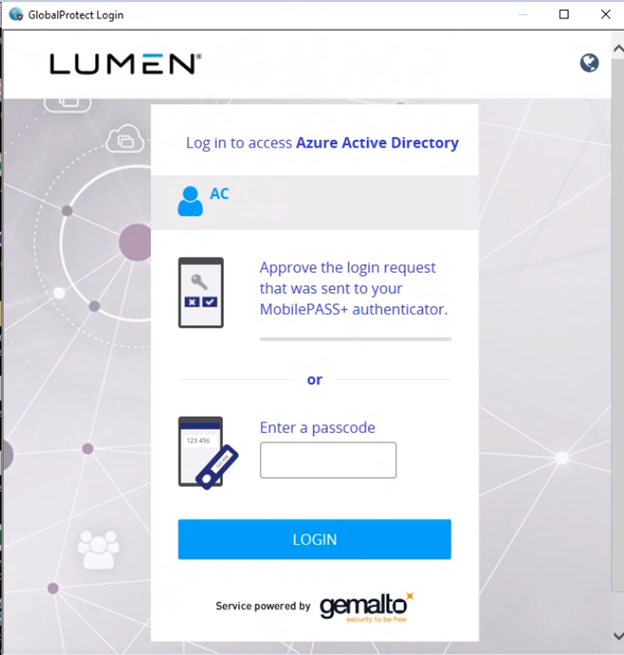 GlobalProtect Login
LUMEN®
Log in to access Azure Active Directory
AC
Approve the login request
that was sent to your
MobilePASS+ authenticator.
or
123 456
Enter a passcode
LOGIN
Service powered by gemalto
security to be free